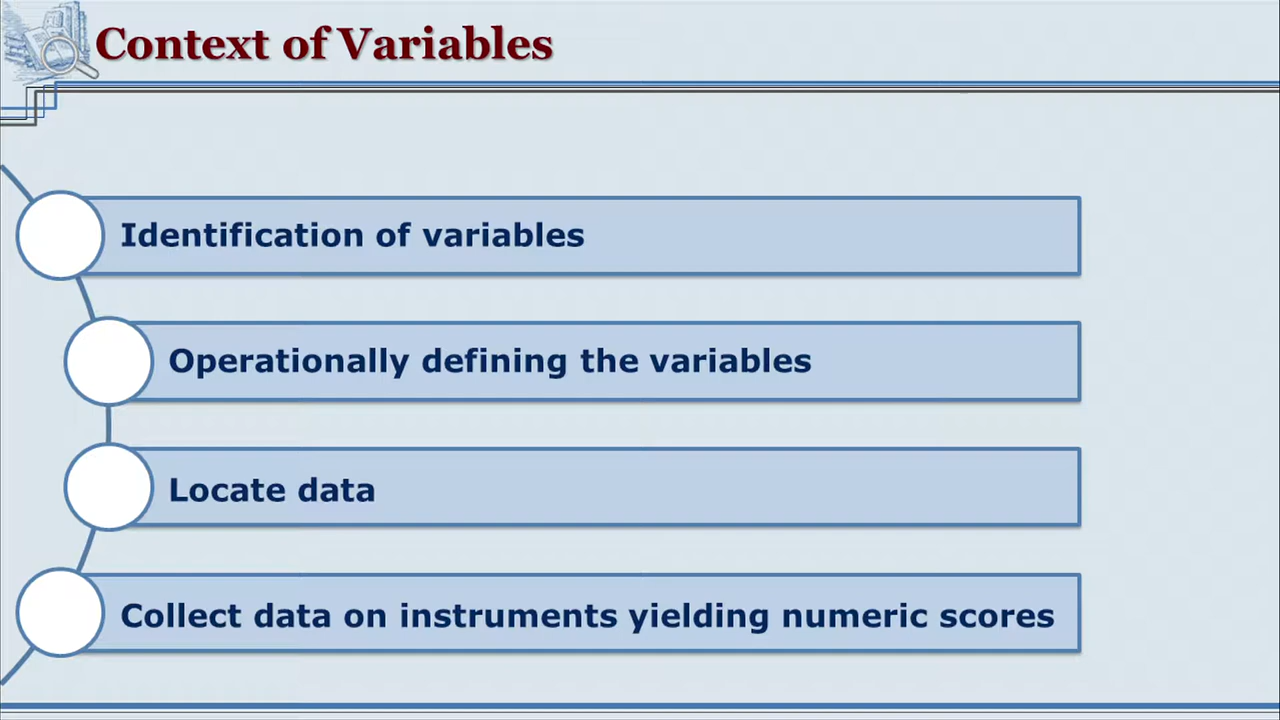 Context of Variables
Identification of variables
Operationally defining the variables
Locate data
Collect data on instruments yielding numeric scores